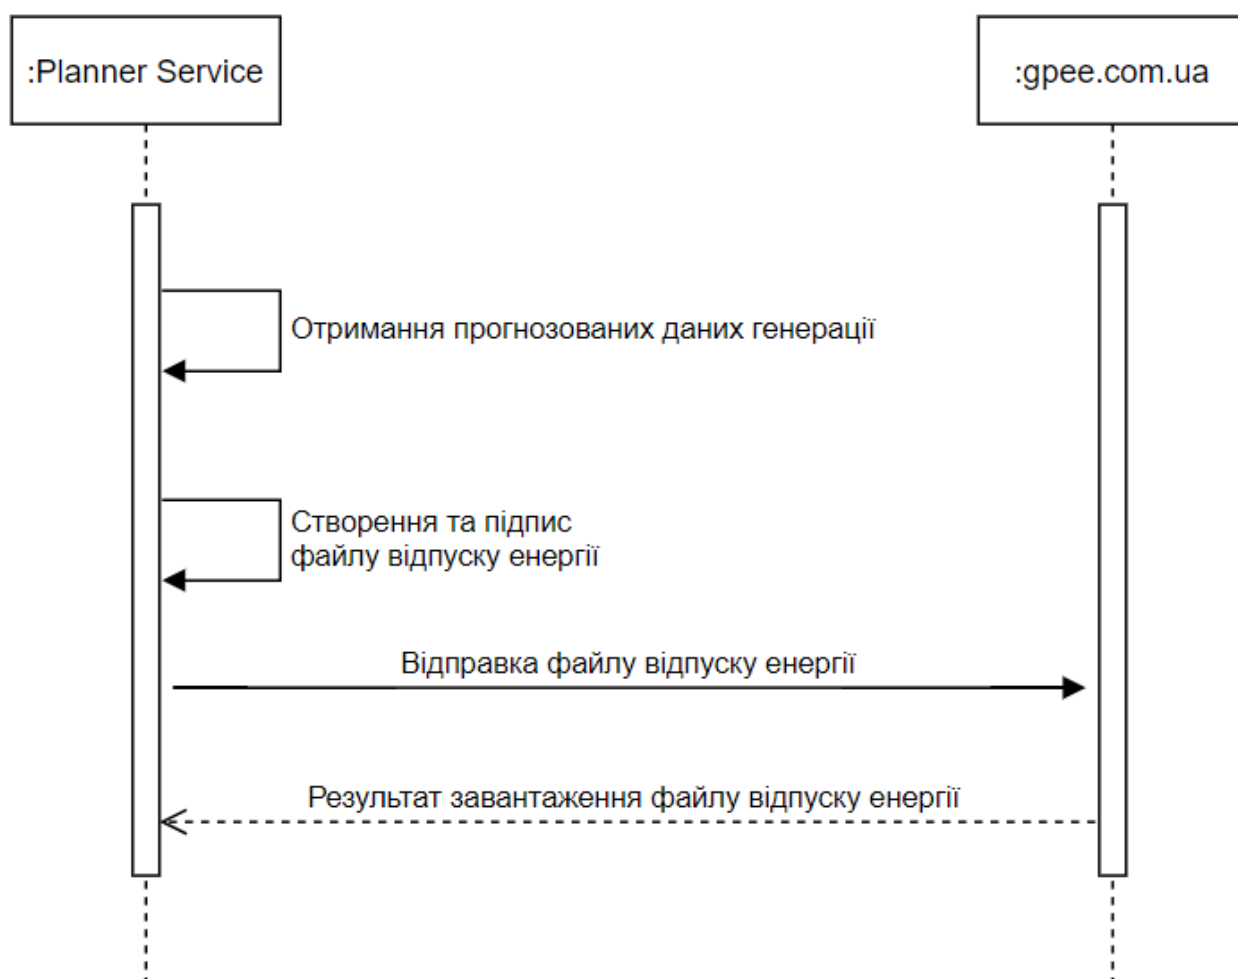 :Planner Service
:gpee.com.ua
Отримання прогнозованих даних генерації
Створення та підпис
файлу відпуску енергії
Відправка файлу відпуску енергії
Результат завантаження файлу відпуску енергії